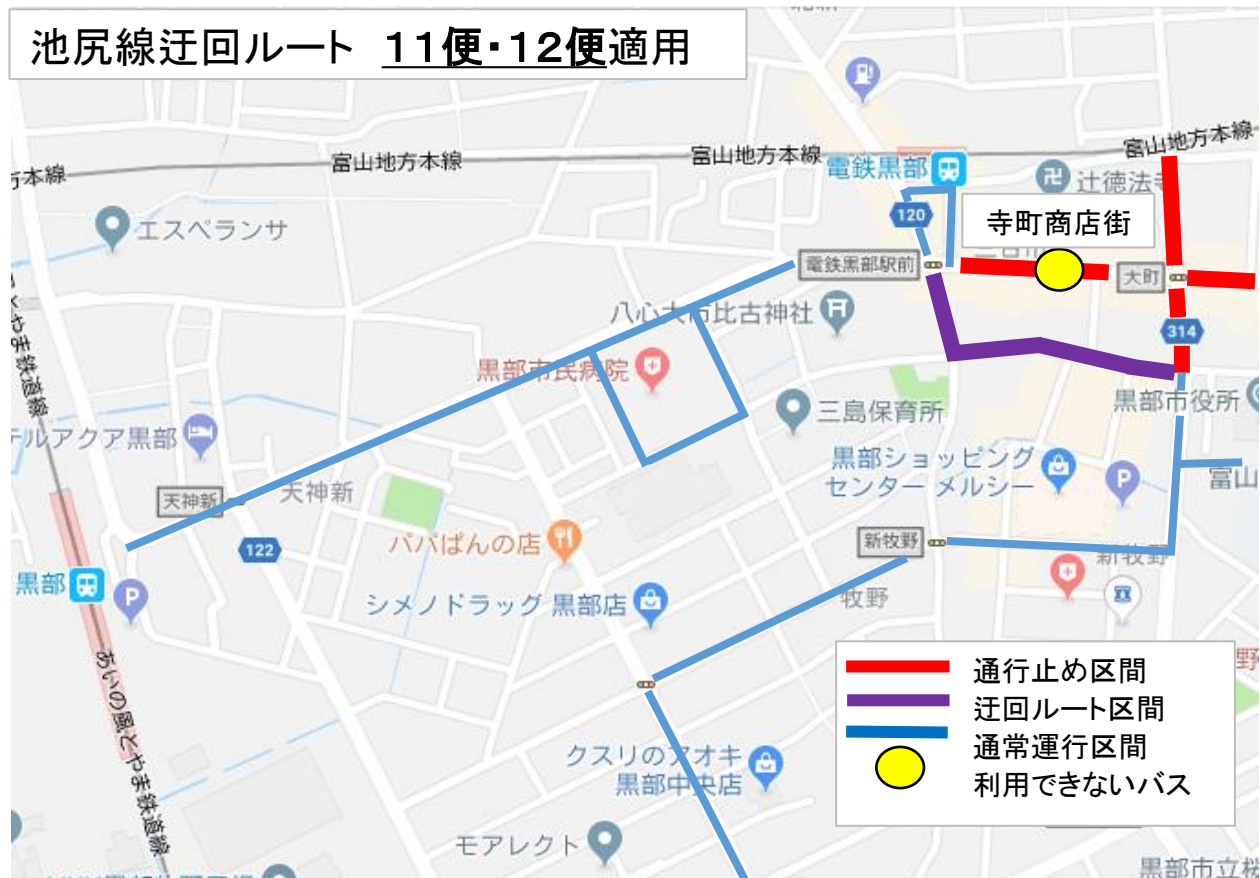 池尻線迂回ルート 11便・12便適用
富山地方本線
富山地方本線
富山地方本線
方本線
電鉄黒部
辻徳法寺
エスペランサ
120
寺町商店街
電鉄黒部駅前
大町
八心大市比古神社
314
黒部市民病院
三島保育所
黒部市役所
テルアクア黒部
黒部ショッピング
センター メルシー
P
富山
天神新
天神新
122
パパぱんの店
新牧野
新牧野
黒部
P
シメノドラッグ 黒部店
牧野
あいの風とやま鉄道線
やま鉄道線
通行止め区間
迂回ルート区間
通常運行区間
利用できないバス
野
クスリのアオキ
黒部中央店
モアレクト
黒部市立桜